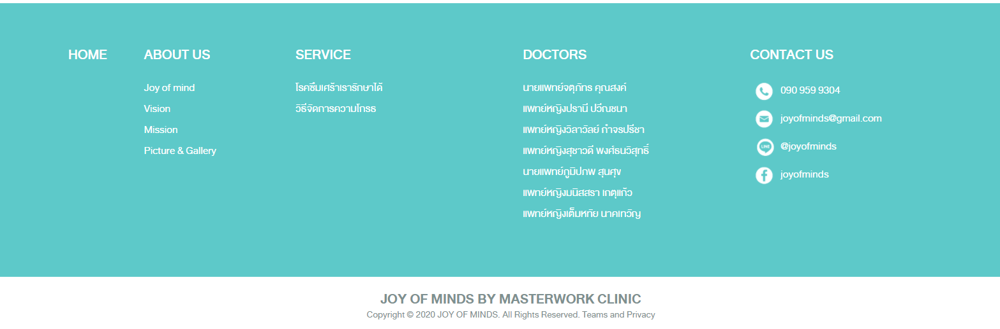 HOME
ABOUT US
Joy of mind
Vision
Mission
Picture & Gallery
SERVICE
โรคซึมเศร้าเรารักษาได้
วิธีจัดการความโกรธ
DOCTORS
นายแพทย์จตุภัทร คุณสงค์
แพทย์หญิงปรานี ปวีณชนา
แพทย์หญิงวิลาวัลย์ กำจรปรีชา
แพทย์หญิงสุชาวดี พงศ์ธนวิสุทธิ์
นายแพทย์ภูมิปภพ สุนศุข
แพทย์หญิงมนิสสรา เกตุแก้ว
แพทย์หญิงเต็มหทัย นาคเทวัญ
CONTACT US
090 959 9304
joyofminds@gmail.com
LINE @joyofminds
joyofminds
JOY OF MINDS BY MASTERWORK CLINIC
Copyright © 2020 JOY OF MINDS. All Rights Reserved. Teams and Privacy